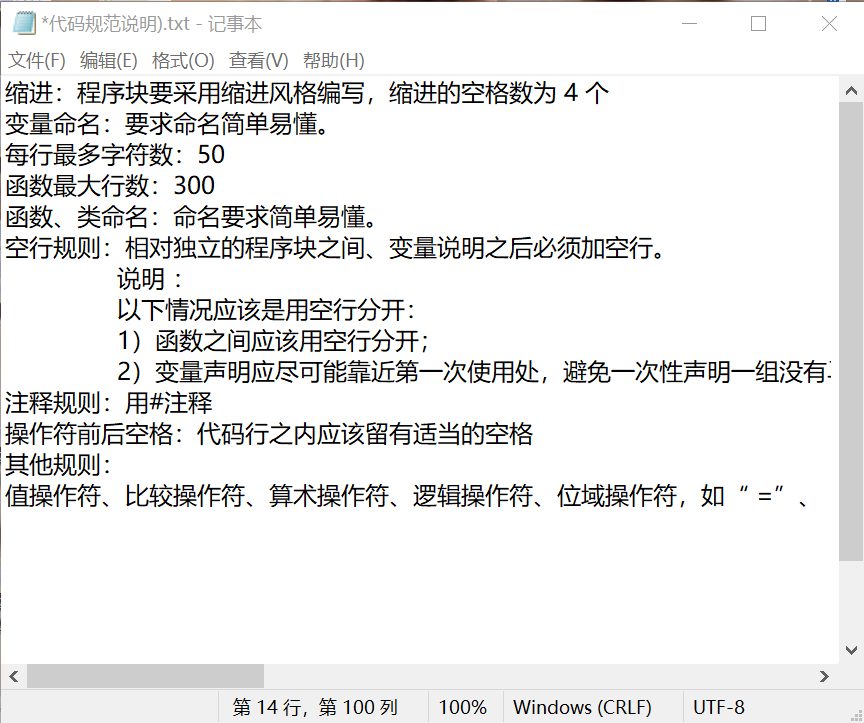 *代码规范说明).txt - 记事本
文件(F) 编辑(E) 格式(O) 查看(V) 帮助(H)
缩进：程序块要采用缩进风格编写，缩进的空格数为 4 个
变量命名：要求命名简单易懂。
每行最多字符数：50
函数最大行数：300
函数、类命名：命名要求简单易懂。
空行规则：相对独立的程序块之间、变量说明之后必须加空行。
说明 ：
以下情况应该是用空行分开：
1）函数之间应该用空行分开；
2）变量声明应尽可能靠近第一次使用处，避免一次性声明一组没有
注释规则：用#注释
操作符前后空格：代码行之内应该留有适当的空格
其他规则：
值操作符、比较操作符、算术操作符、逻辑操作符、位域操作符，如“ =”、
第 14 行，第 100 列 100% Windows (CRLF) UTF-8